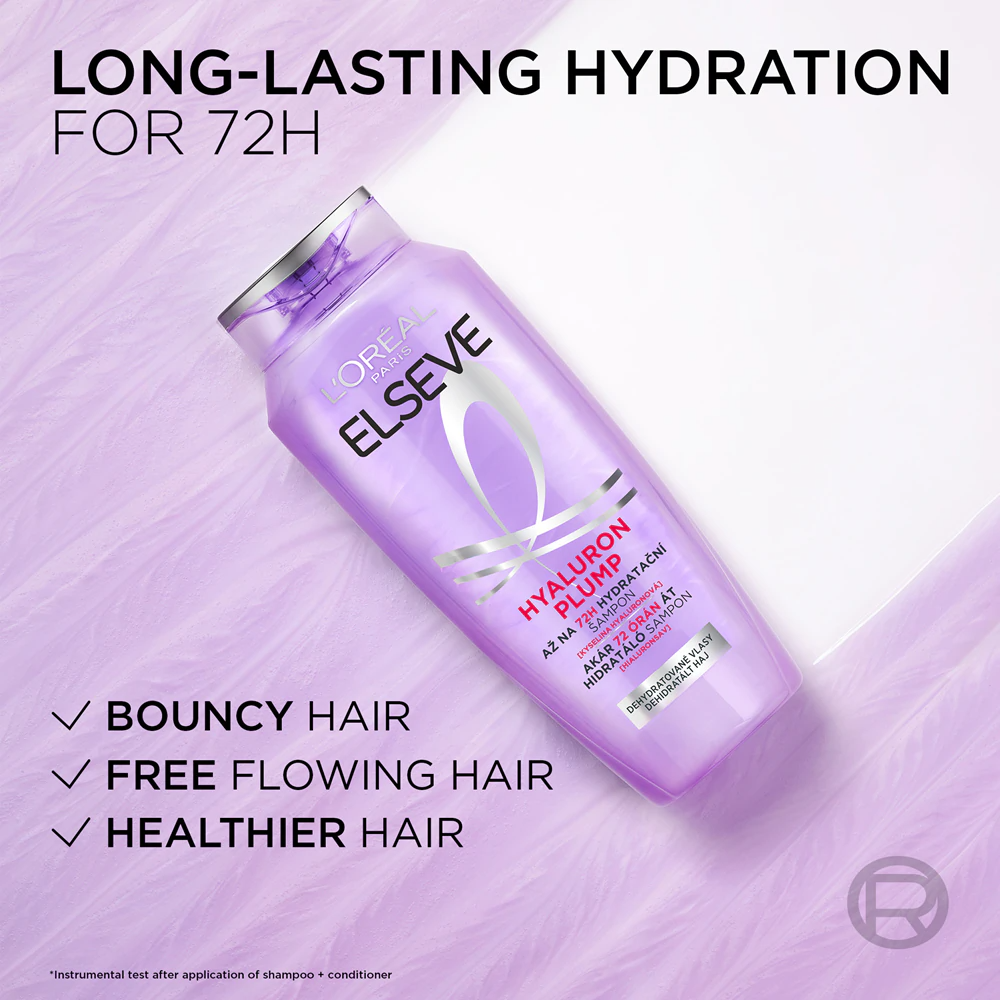 LONG-LASTING HYDRATION
FOR 72H
L'ORÉAL
PARIS
ELSEVE
HYALURON
PLUMP
AŽ NA 72H HYDRATAČNÍ
ŠAMPON
[KYSELINA HYALURONOVÁ]
AKÁR 72 ÓRÁN ÁT
HIDRATÁLÓ SAMPON
[HIALURONSAV]
DEHYDRATOVANÉ VLASY
DEHIDRATÁLT HAJ
BOUNCY HAIR
FREE FLOWING HAIR
HEALTHIER HAIR
*Instrumental test after application of shampoo + conditioner